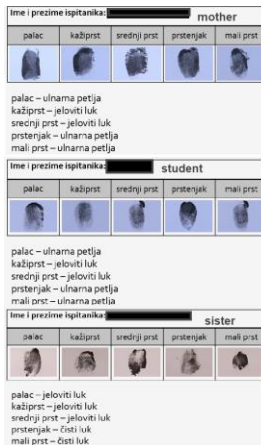 Ime i prezime ispitanika: mother
palac kažiprst srednji prst prstenjak mali prst
palac – ulnarna petlja
kažiprst – jeloviti luk
srednji prst – jeloviti luk
prstenjak – ulnarna petlja
mali prst – ulnarna petlja
Ime i prezime ispitanika: student
palac kažiprst srednji prst prstenjak mali prst
palac – ulnarna petlja
kažiprst – jeloviti luk
srednji prst – jeloviti luk
prstenjak – ulnarna petlja
mali prst – ulnarna petlja
Ime i prezime ispitanika: sister
palac kažiprst srednji prst prstenjak mali prst
palac – jeloviti luk
kažiprst – jeloviti luk
srednji prst – jeloviti luk
prstenjak – čisti luk
mali prst – čisti luk